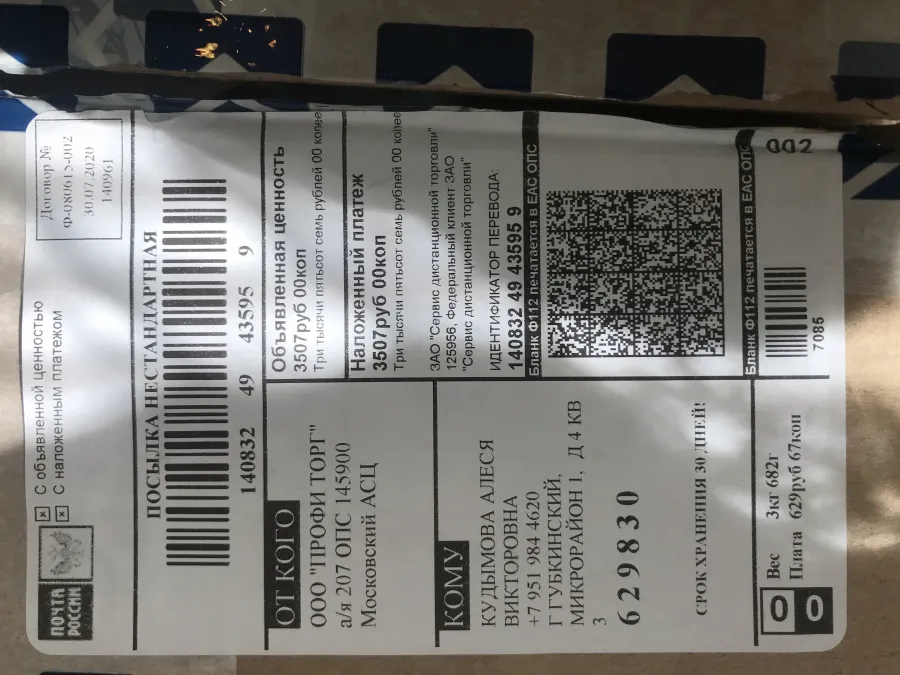 ПОЧТА
РОССИИ
С объявленной ценностью
С наложенным платежом
Договор №
Ф-080615-002
30.07.2020
140961
ПОСЫЛКА НЕСТАНДАРТНАЯ
140832 49 43595 9
ОТ КОГО
ООО "ПРОФИ ТОРГ"
а/я 207 ОПС 145900
Московский АСЦ
Объявленная ценность
3507руб 00коп
Три тысячи пятьсот семь рублей 00 копеек
Наложенный платеж
3507руб 00коп
Три тысячи пятьсот семь рублей 00 копеек
ЗАО "Сервис дистанционной торговли"
125956, Федеральный клиент ЗАО
"Сервис дистанционной торговли"
ИДЕНТИФИКАТОР ПЕРЕВОДА:
140832 49 43595 9
Бланк Ф112 печатается в ЕАС ОПС
КОМУ
КУДЫМОВА АЛЕСЯ
ВИКТОРОВНА
+7 951 984 4620
Г ГУБКИНСКИЙ,
МИКРОРАЙОН 1, Д 4 КВ
3
629830
СРОК ХРАНЕНИЯ 30 ДНЕЙ!
Бланк Ф112 печатается в ЕАС ОПС
Вес 3кг 682г
Плата 629руб 67коп
002
7085